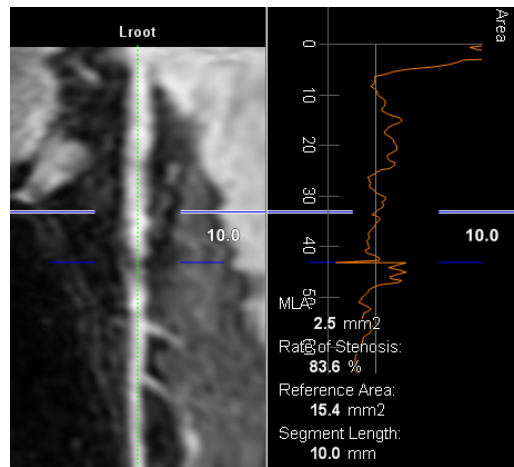 Lroot
Area
0
10
20
30
10.0
10.0
40
50
MLA:
2.5 mm2
Rate of Stenosis:
83.6 %
Reference Area:
15.4 mm2
Segment Length:
10.0 mm